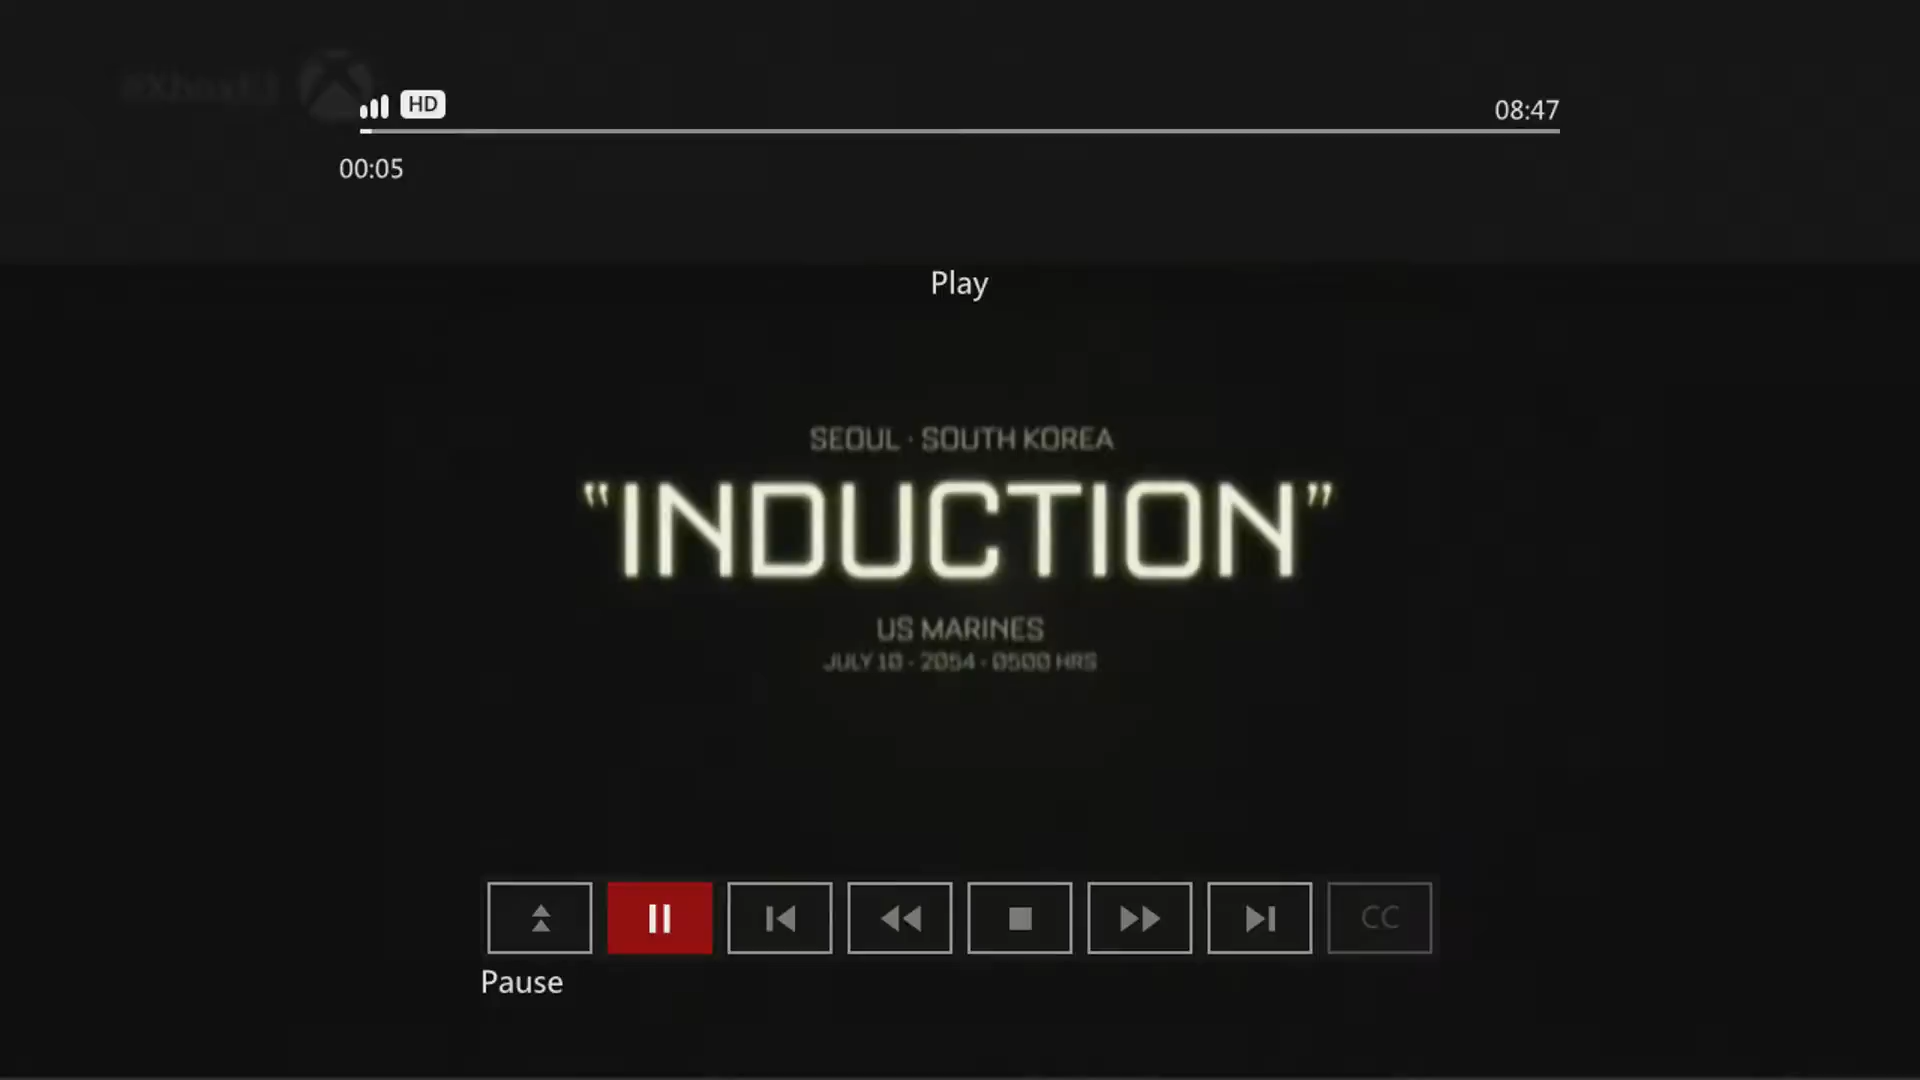 #XboxE3
HD
08:47
00:05
Play
SEOUL · SOUTH KOREA
"INDUCTION"
US MARINES
JULY 10 · 2054 · 0500 HRS
CC
Pause